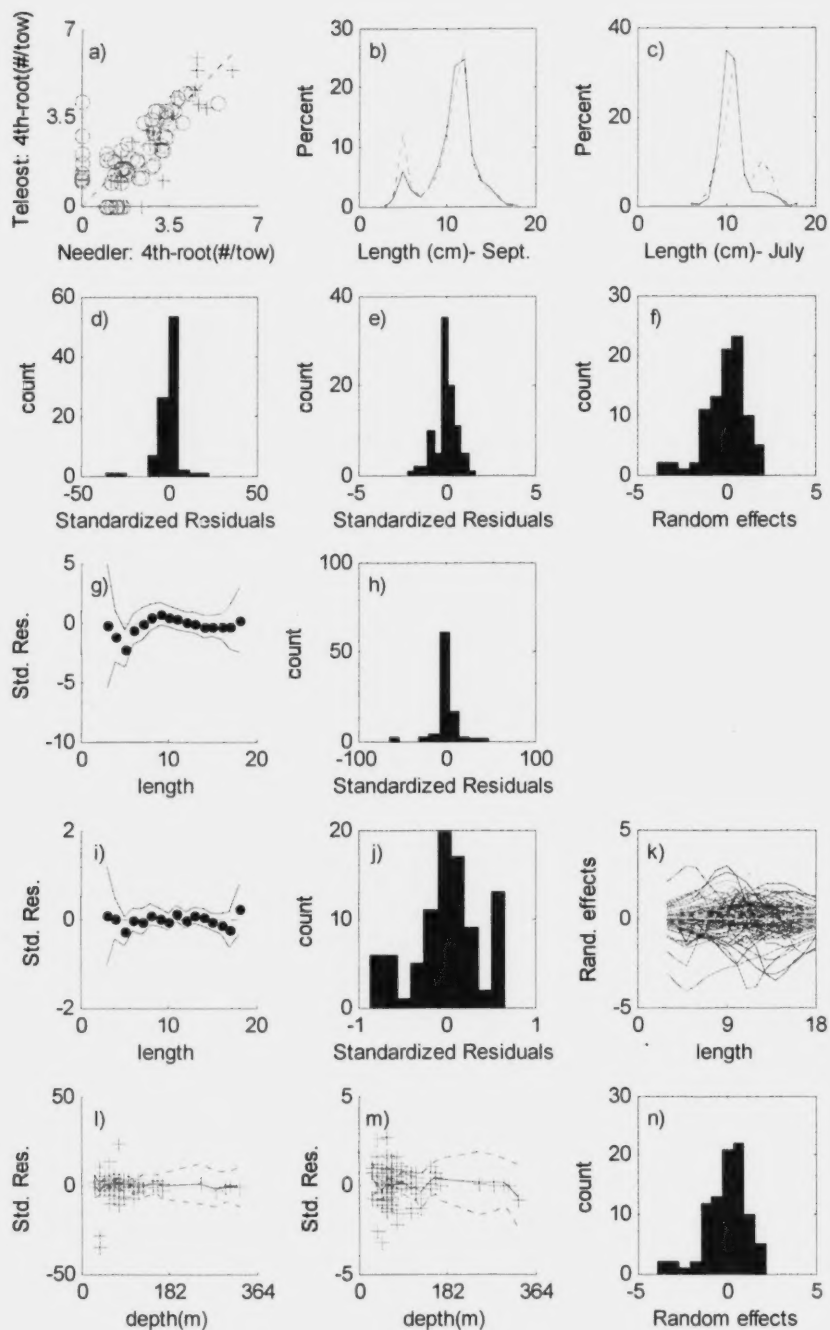 7
a)
Teleost: 4th-root(#/tow)
3.5
0
0
3.5
7
Needler: 4th-root(#/tow)
30
b)
20
Percent
10
0
0
10
20
Length (cm)- Sept.
40
c)
Percent
20
0
0
10
20
Length (cm)- July
60
d)
40
count
20
0
-50
0
50
Standardized Residuals
40
e)
count
20
0
-5
0
5
Standardized Residuals
30
f)
20
count
10
0
-5
0
5
Random effects
5
g)
0
Std. Res.
-5
-10
0
10
20
length
100
h)
count
50
0
-100
0
100
Standardized Residuals
2
i)
Std. Res.
0
-2
0
10
20
length
20
j)
count
10
0
-1
0
1
Standardized Residuals
5
k)
Rand. effects
0
-5
0
9
18
length
50
l)
Std. Res.
0
-50
0
182
364
depth(m)
5
m)
Std. Res.
0
-5
0
182
364
depth(m)
30
n)
20
count
10
0
-5
0
5
Random effects